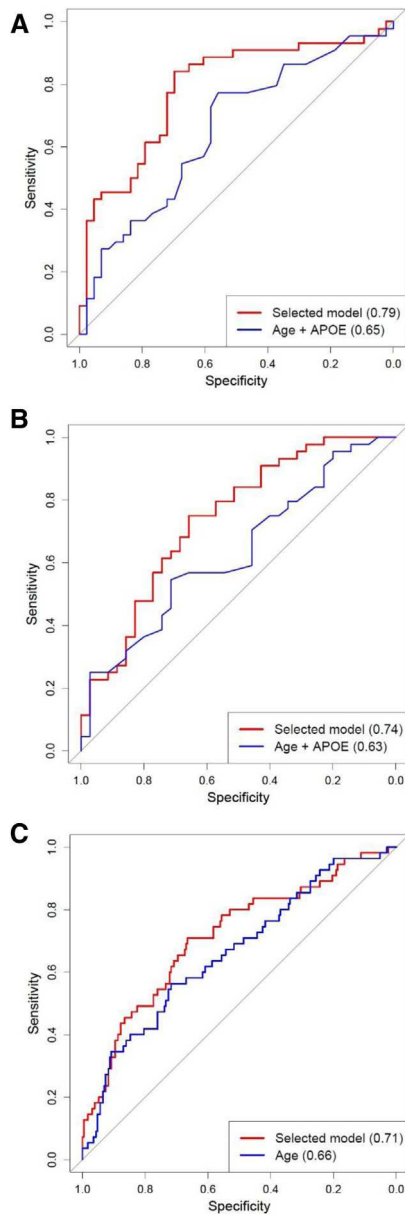 A
1.0
0.8
0.6
0.4
0.2
0.0
Sensitivity
Selected model (0.79)
Age + APOE (0.65)
1.0 0.8 0.6 0.4 0.2 0.0
Specificity
B
1.0
0.8
0.6
0.4
0.2
0.0
Sensitivity
Selected model (0.74)
Age + APOE (0.63)
1.0 0.8 0.6 0.4 0.2 0.0
Specificity
C
1.0
0.8
0.6
0.4
0.2
0.0
Sensitivity
Selected model (0.71)
Age (0.66)
1.0 0.8 0.6 0.4 0.2 0.0
Specificity